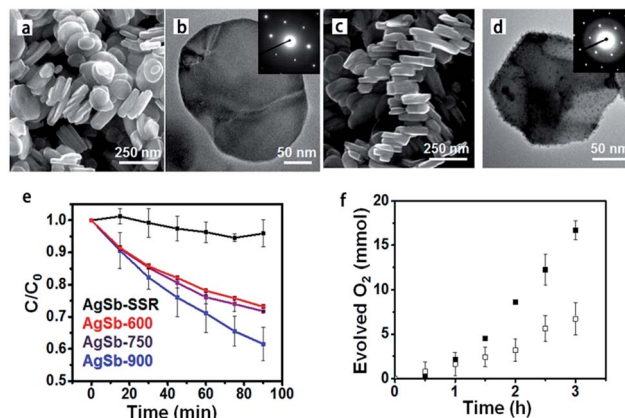 a
b
c
d
250 nm
50 nm
250 nm
50 nm
e
C/C0
1.0
0.9
0.8
0.7
0.6
0.5
AgSb-SSR
AgSb-600
AgSb-750
AgSb-900
0 20 40 60 80 100
Time (min)
f
Evolved O2 (mmol)
20
15
10
5
0
0 1 2 3
Time (h)